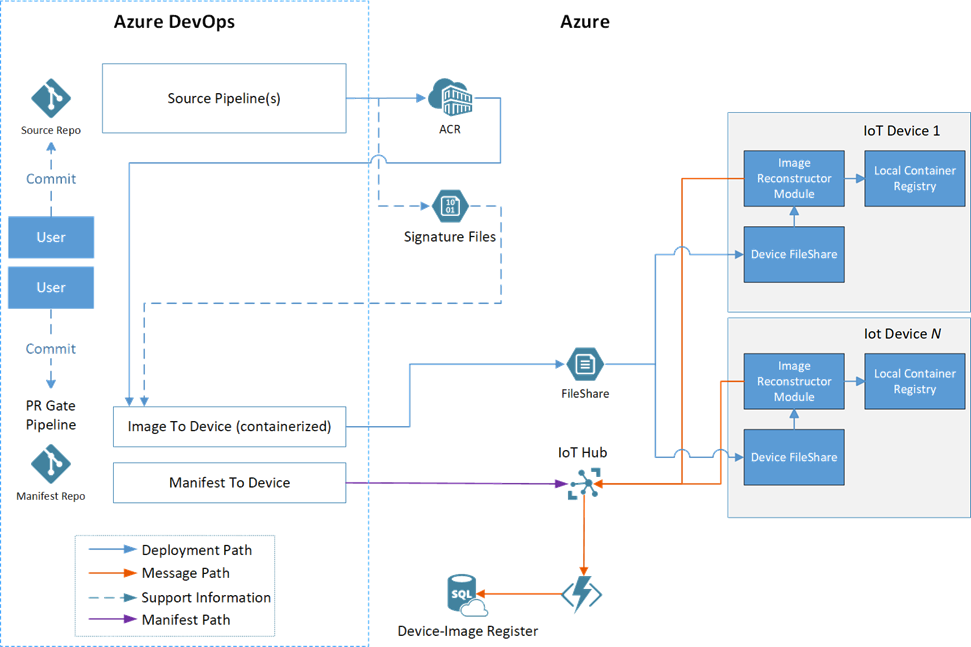 Azure DevOps
Azure
Source Repo
Source Pipeline(s)
ACR
Commit
User
User
Commit
PR Gate
Pipeline
Manifest Repo
Signature Files
Image To Device (containerized)
Manifest To Device
FileShare
IoT Hub
SQL
Device-Image Register
10
01
IoT Device 1
Image
Reconstructor
Module
Local Container
Registry
Device FileShare
Iot Device N
Image
Reconstructor
Module
Local Container
Registry
Device FileShare
Deployment Path
Message Path
Support Information
Manifest Path